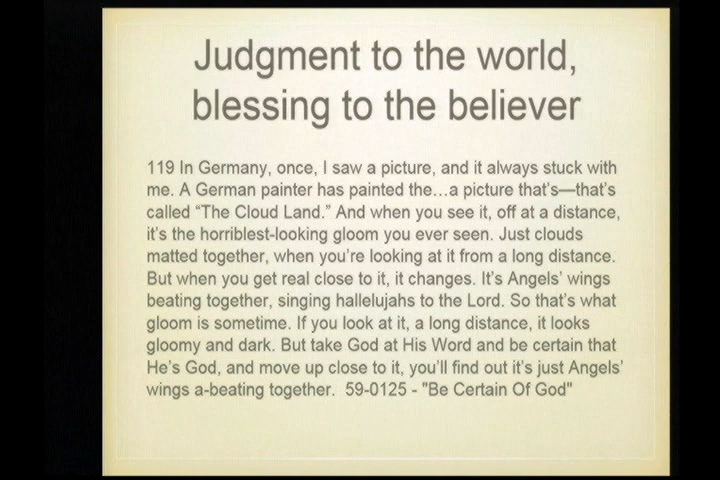 Judgment to the world,
blessing to the believer
119 In Germany, once, I saw a picture, and it always stuck with
me. A German painter has painted the…a picture that's—that's
called “The Cloud Land.” And when you see it, off at a distance,
it's the horriblest-looking gloom you ever seen. Just clouds
matted together, when you're looking at it from a long distance.
But when you get real close to it, it changes. It's Angels' wings
beating together, singing hallelujahs to the Lord. So that's what
gloom is sometime. If you look at it, a long distance, it looks
gloomy and dark. But take God at His Word and be certain that
He's God, and move up close to it, you'll find out it's just Angels'
wings a-beating together.  59-0125 - "Be Certain Of God"